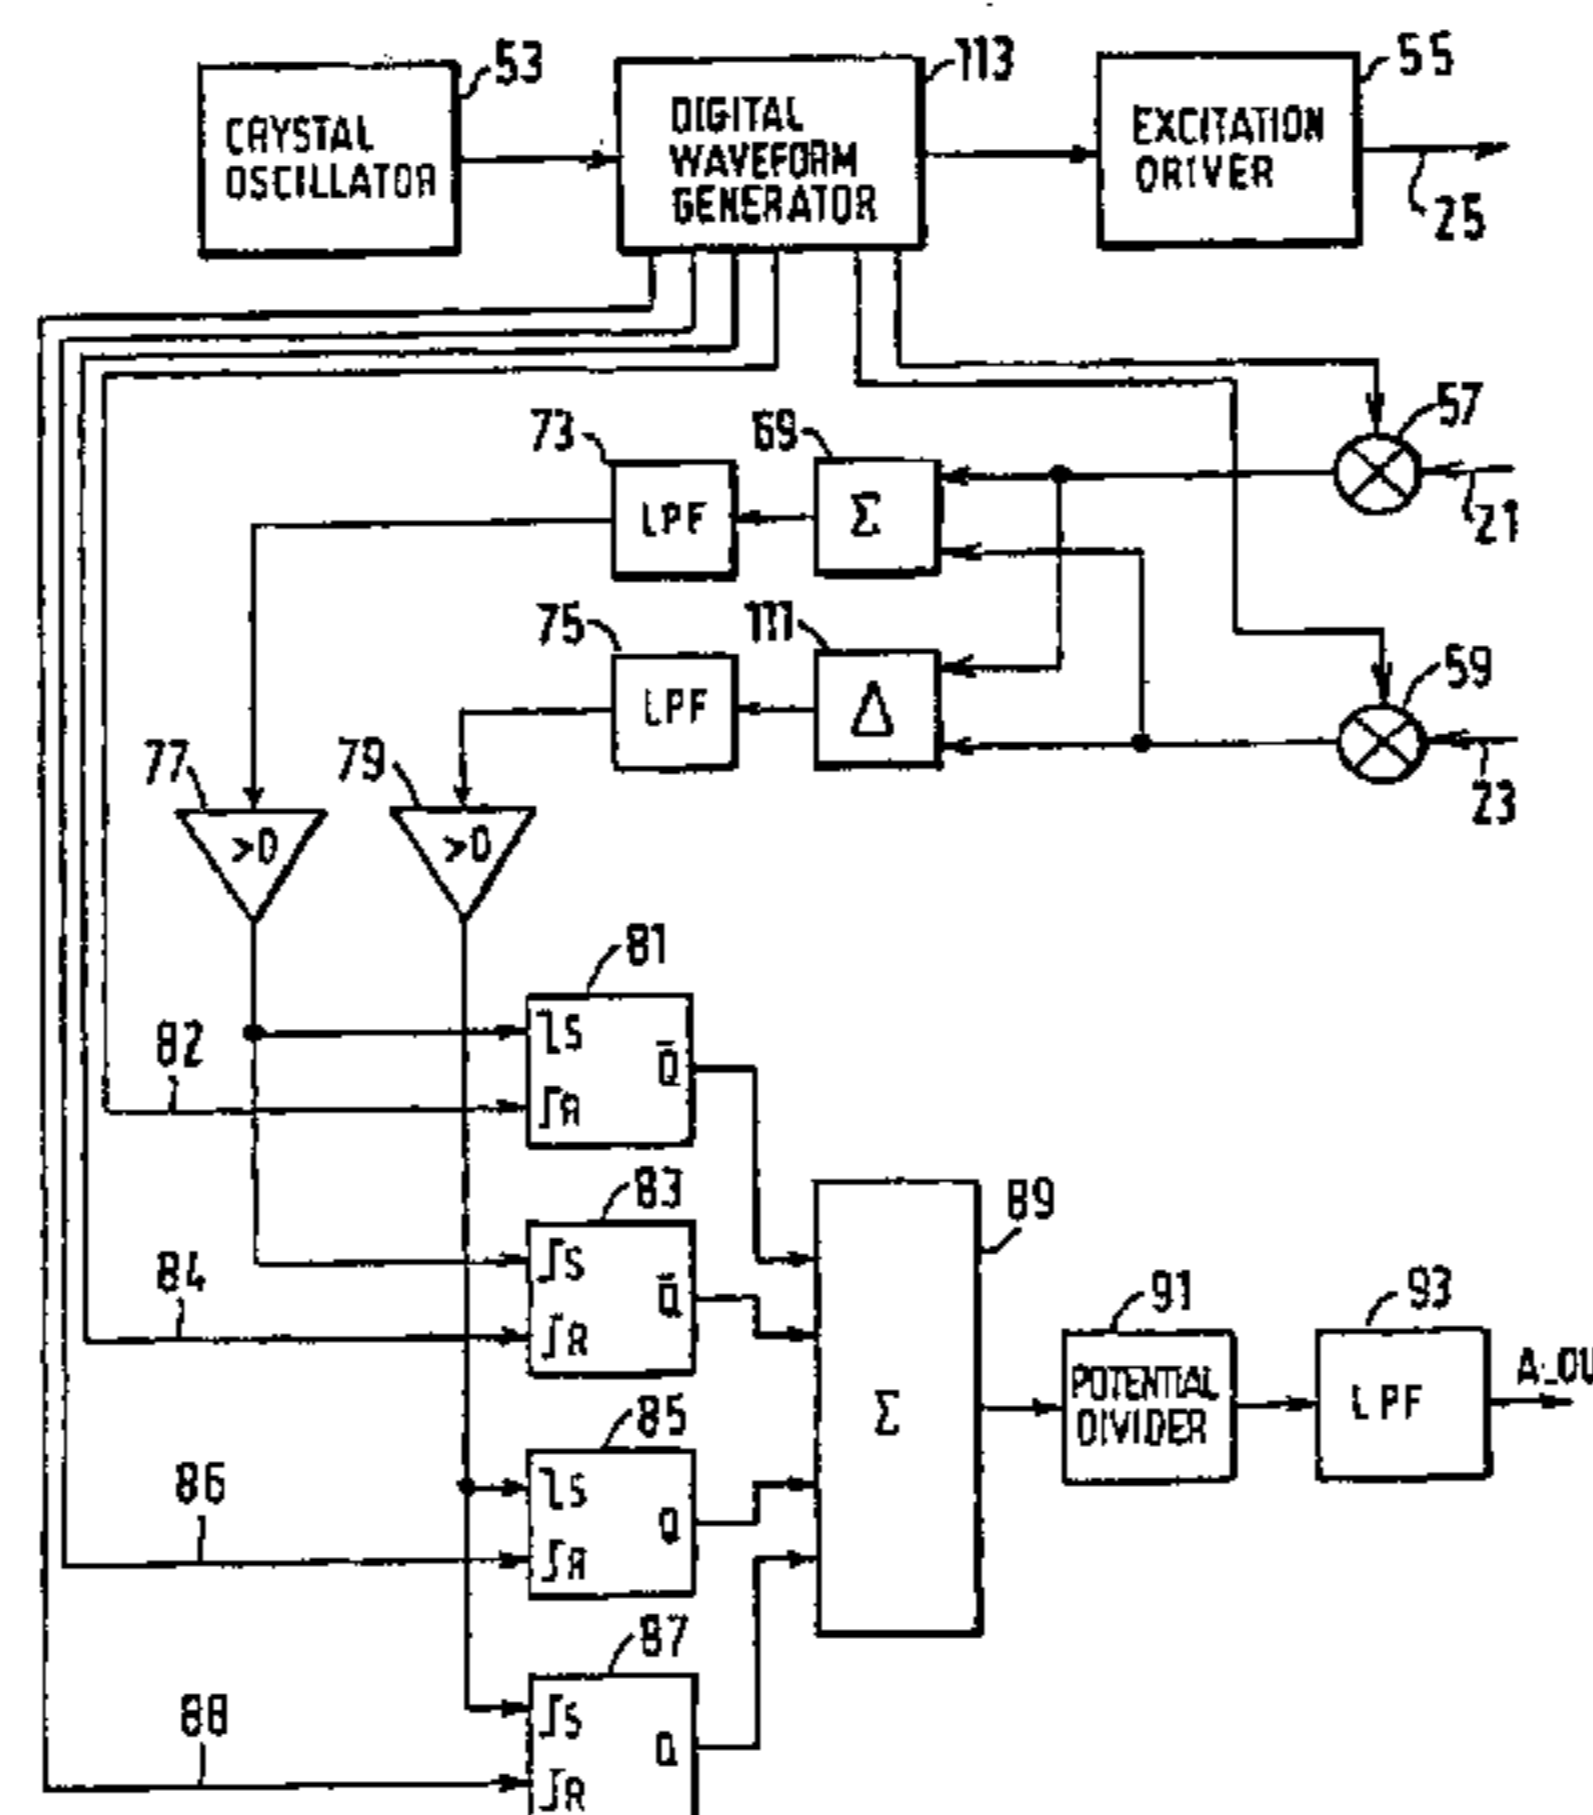 53
113
55
CRYSTAL
OSCILLATOR
DIGITAL
WAVEFORM
GENERATOR
EXCITATION
DRIVER
25
57
73
69
LPF
Σ
21
75
111
LPF
Δ
59
23
77
79
>0
>0
81
82
S
Q̅
R
83
84
S
Q̅
R
89
91
93
POTENTIAL
DIVIDER
LPF
Σ
85
86
S
Q
R
87
88
S
Q
R